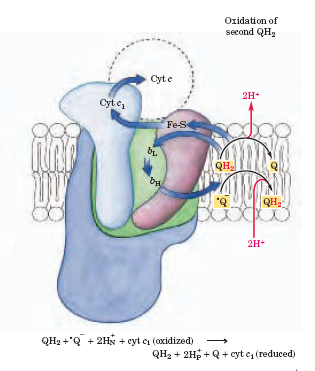 Oxidation of
second QH₂
Cyt c
2H⁺
Cyt c₁
Fe-S
bL
QH₂
Q
bH
•Q⁻
QH₂
2H⁺
QH₂ + •Q⁻ + 2H⁺N + cyt c₁ (oxidized) ⟶
QH₂ + 2H⁺P + Q + cyt c₁ (reduced)